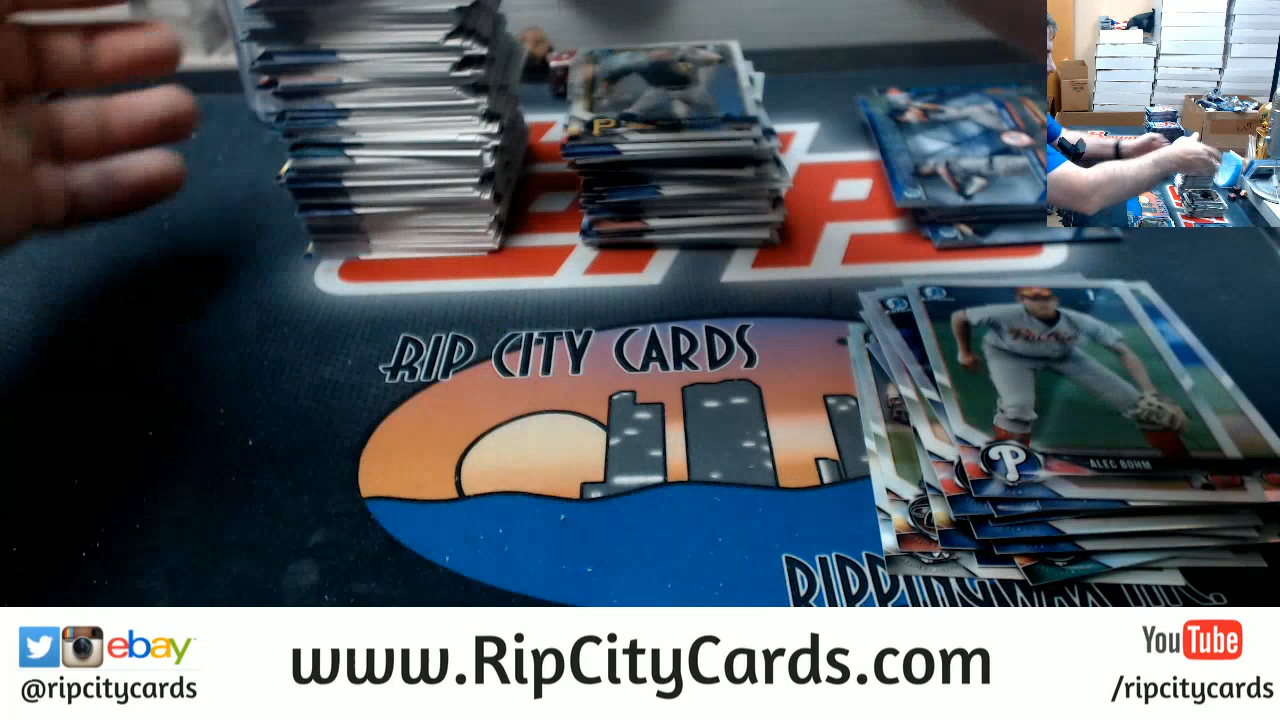 P
RIP CITY CARDS
P
ALEC BOHM
ebay
@ripcitycards
www.RipCityCards.com
YouTube
/ripcitycards